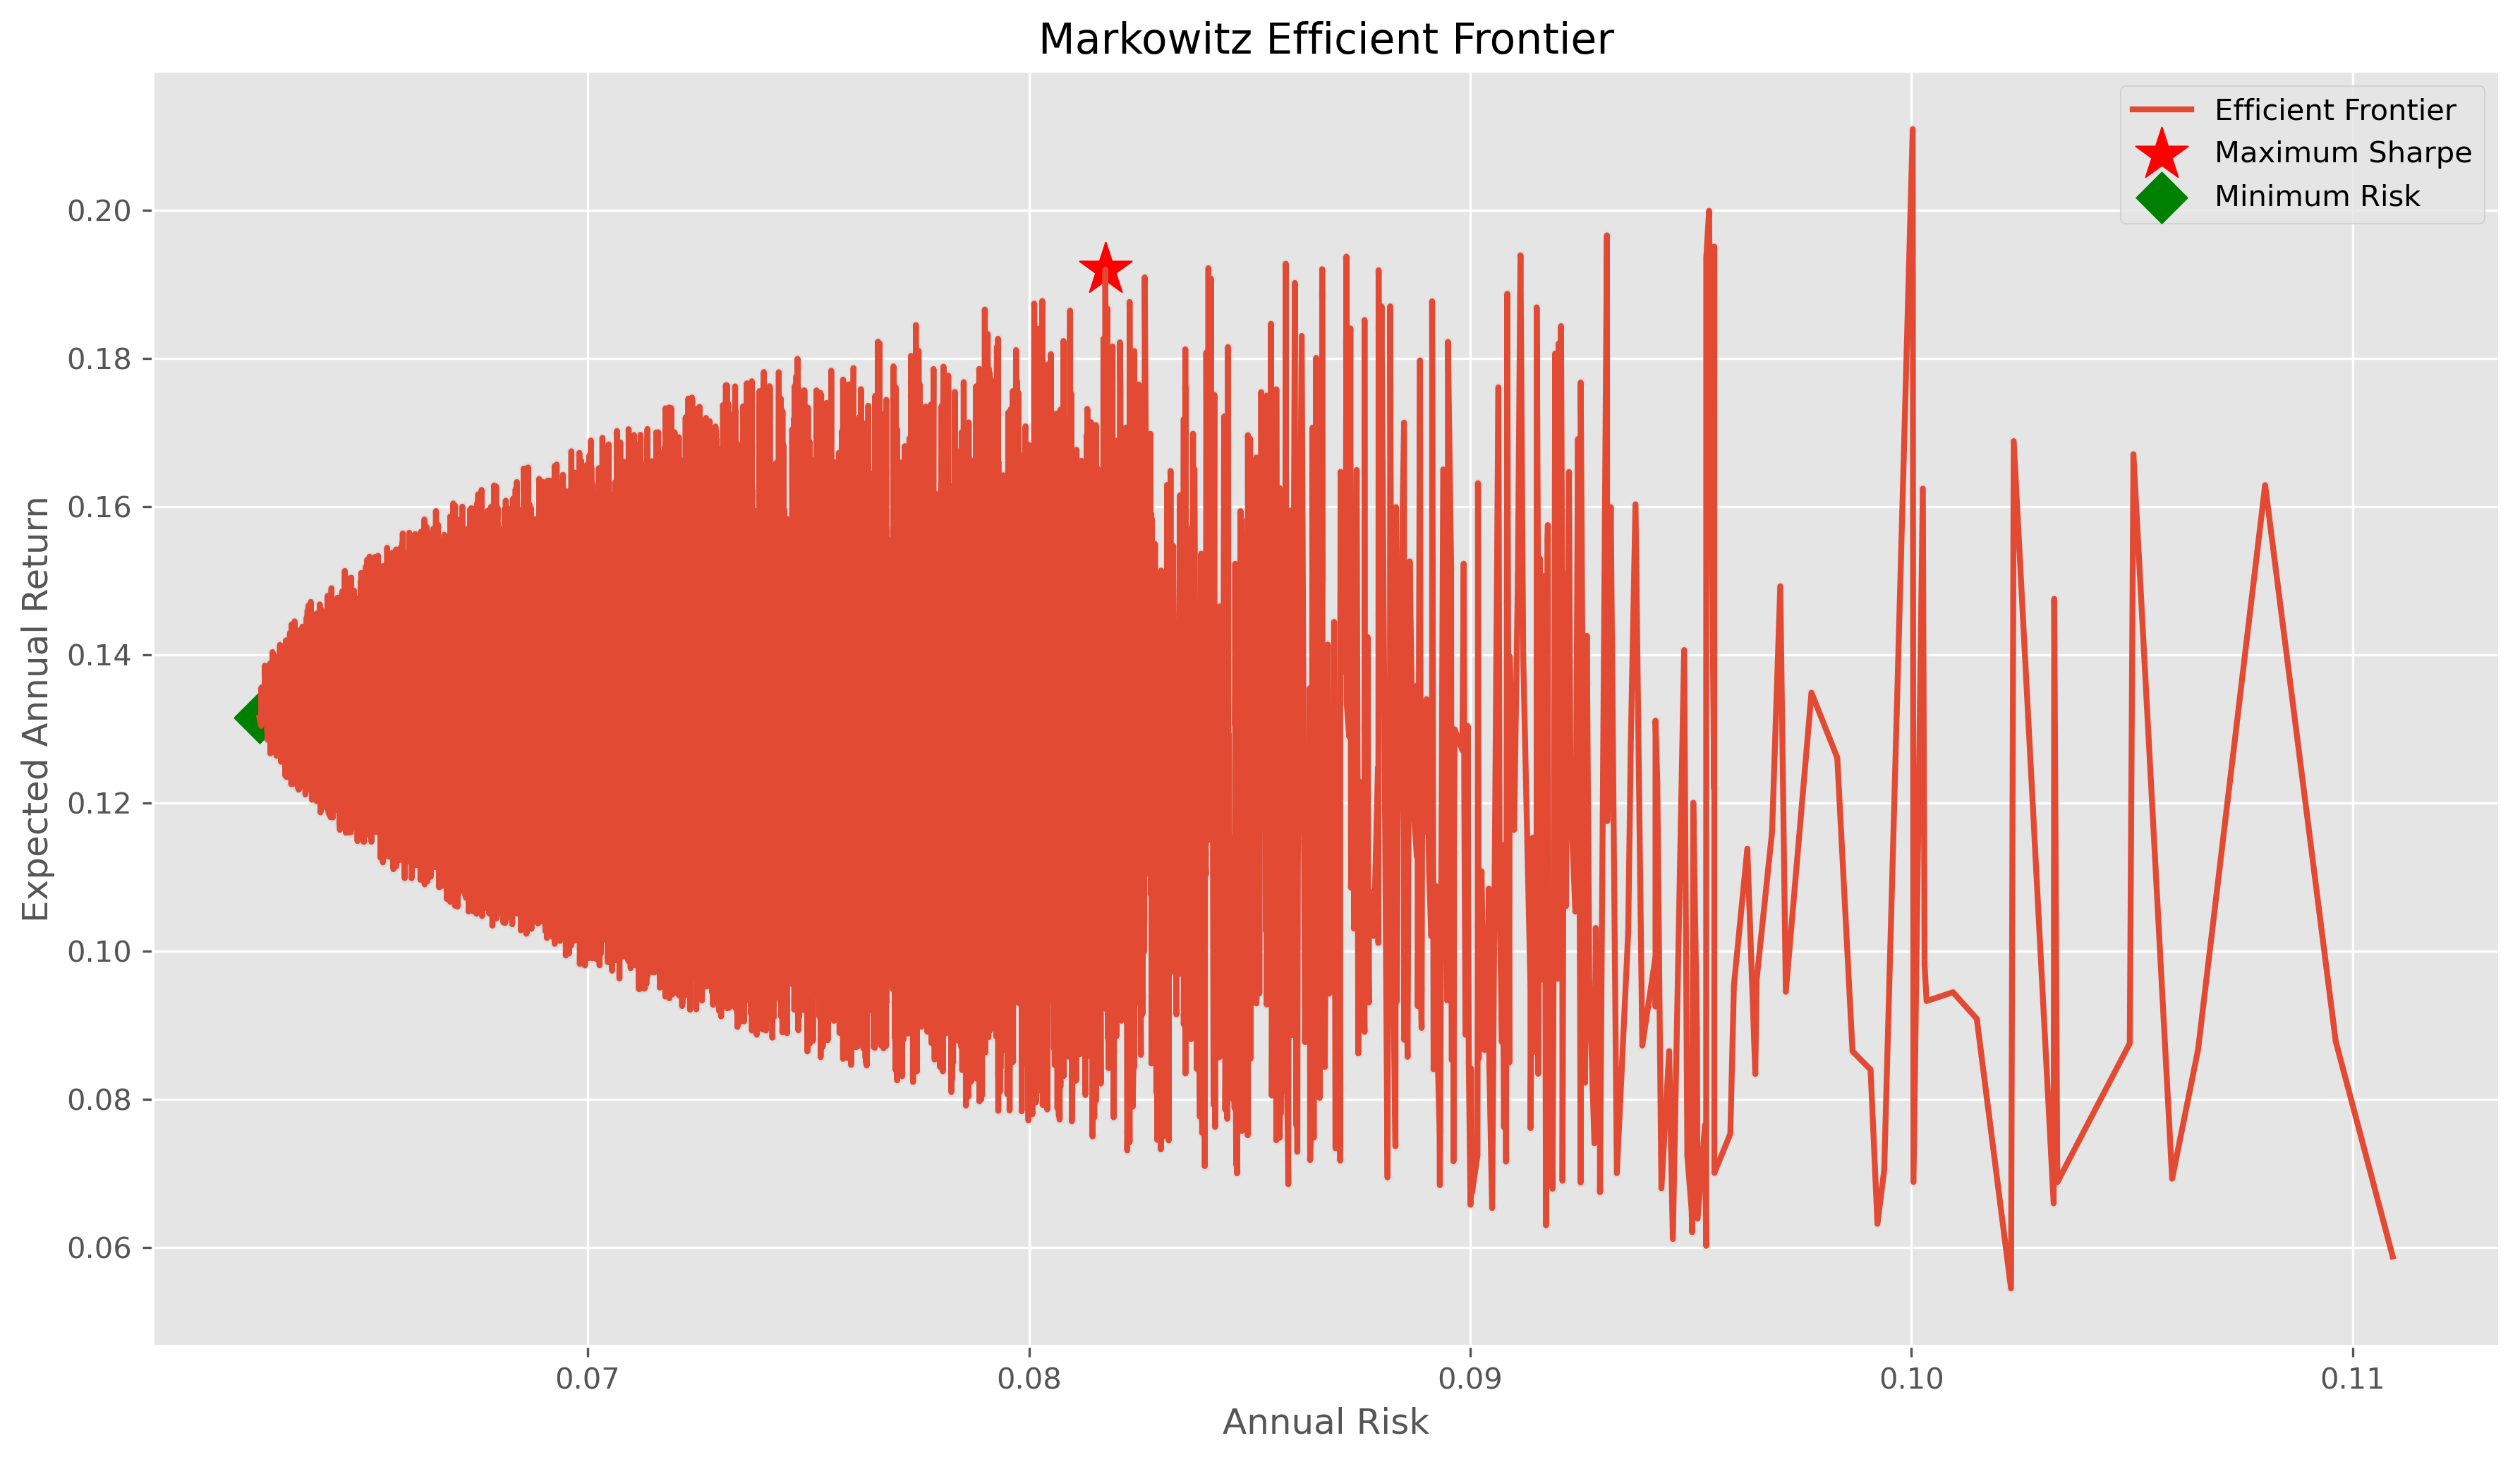 Markowitz Efficient Frontier
Efficient Frontier
Maximum Sharpe
Minimum Risk
Expected Annual Return
0.20
0.18
0.16
0.14
0.12
0.10
0.08
0.06
0.07
0.08
0.09
0.10
0.11
Annual Risk